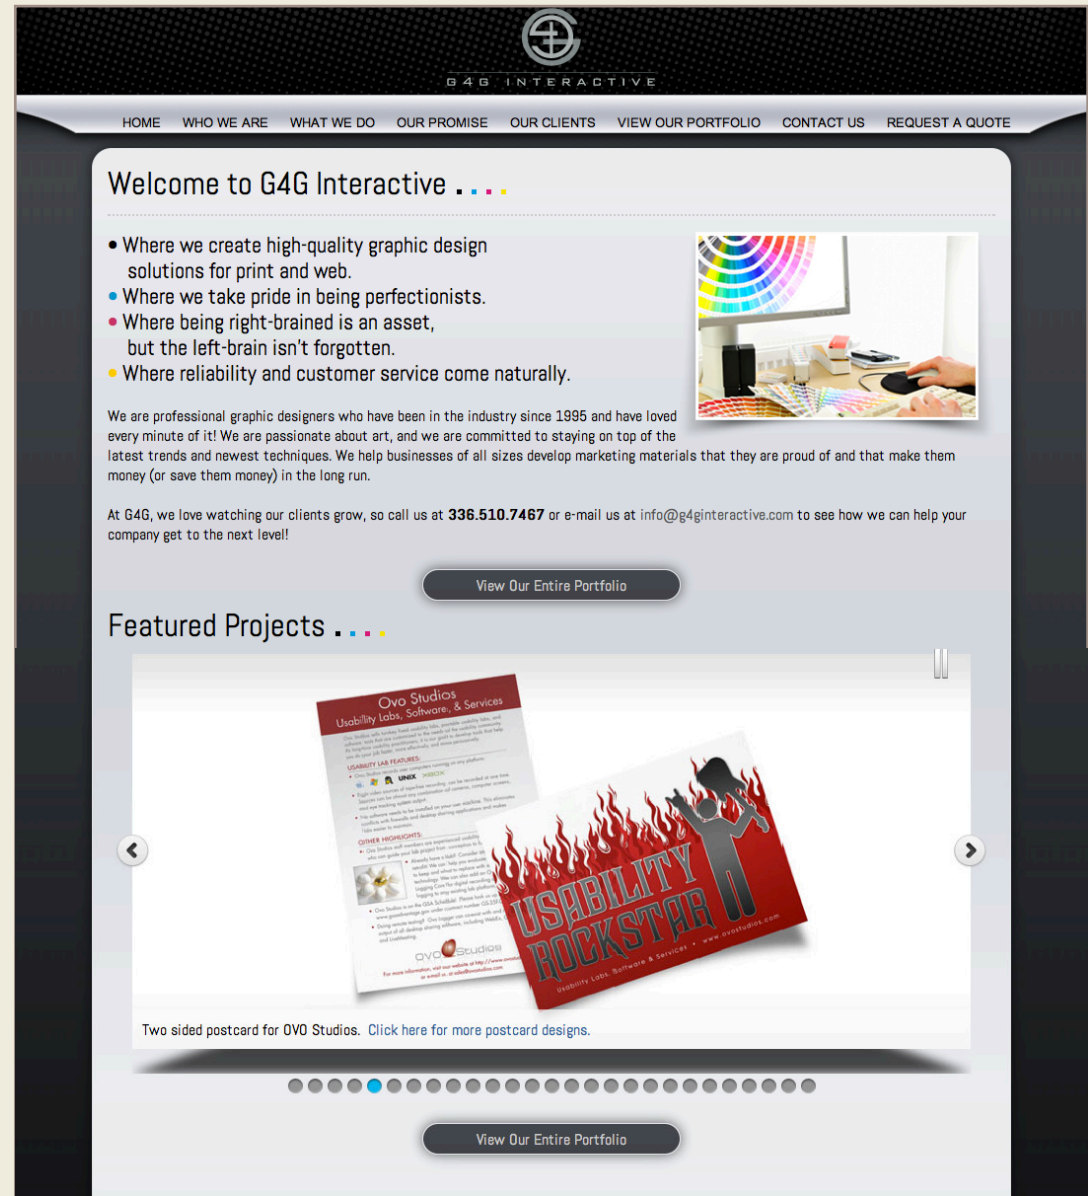 G4G INTERACTIVE
HOME WHO WE ARE WHAT WE DO OUR PROMISE OUR CLIENTS VIEW OUR PORTFOLIO CONTACT US REQUEST A QUOTE
Welcome to G4G Interactive ....
• Where we create high-quality graphic design
solutions for print and web.
• Where we take pride in being perfectionists.
• Where being right-brained is an asset,
but the left-brain isn't forgotten.
• Where reliability and customer service come naturally.
We are professional graphic designers who have been in the industry since 1995 and have loved
every minute of it! We are passionate about art, and we are committed to staying on top of the
latest trends and newest techniques. We help businesses of all sizes develop marketing materials that they are proud of and that make them
money (or save them money) in the long run.
At G4G, we love watching our clients grow, so call us at 336.510.7467 or e-mail us at info@g4ginteractive.com to see how we can help your
company get to the next level!
View Our Entire Portfolio
Featured Projects ....
Ovo Studios
Usability Labs, Software, & Services
USABILITY LAB FEATURES:
UNIX XBOX
OTHER HIGHLIGHTS:
ovo Studios
USABILITY
ROCKSTAR
Usability Labs, Software & Services • www.ovostudios.com
Two sided postcard for OVO Studios. Click here for more postcard designs.
View Our Entire Portfolio